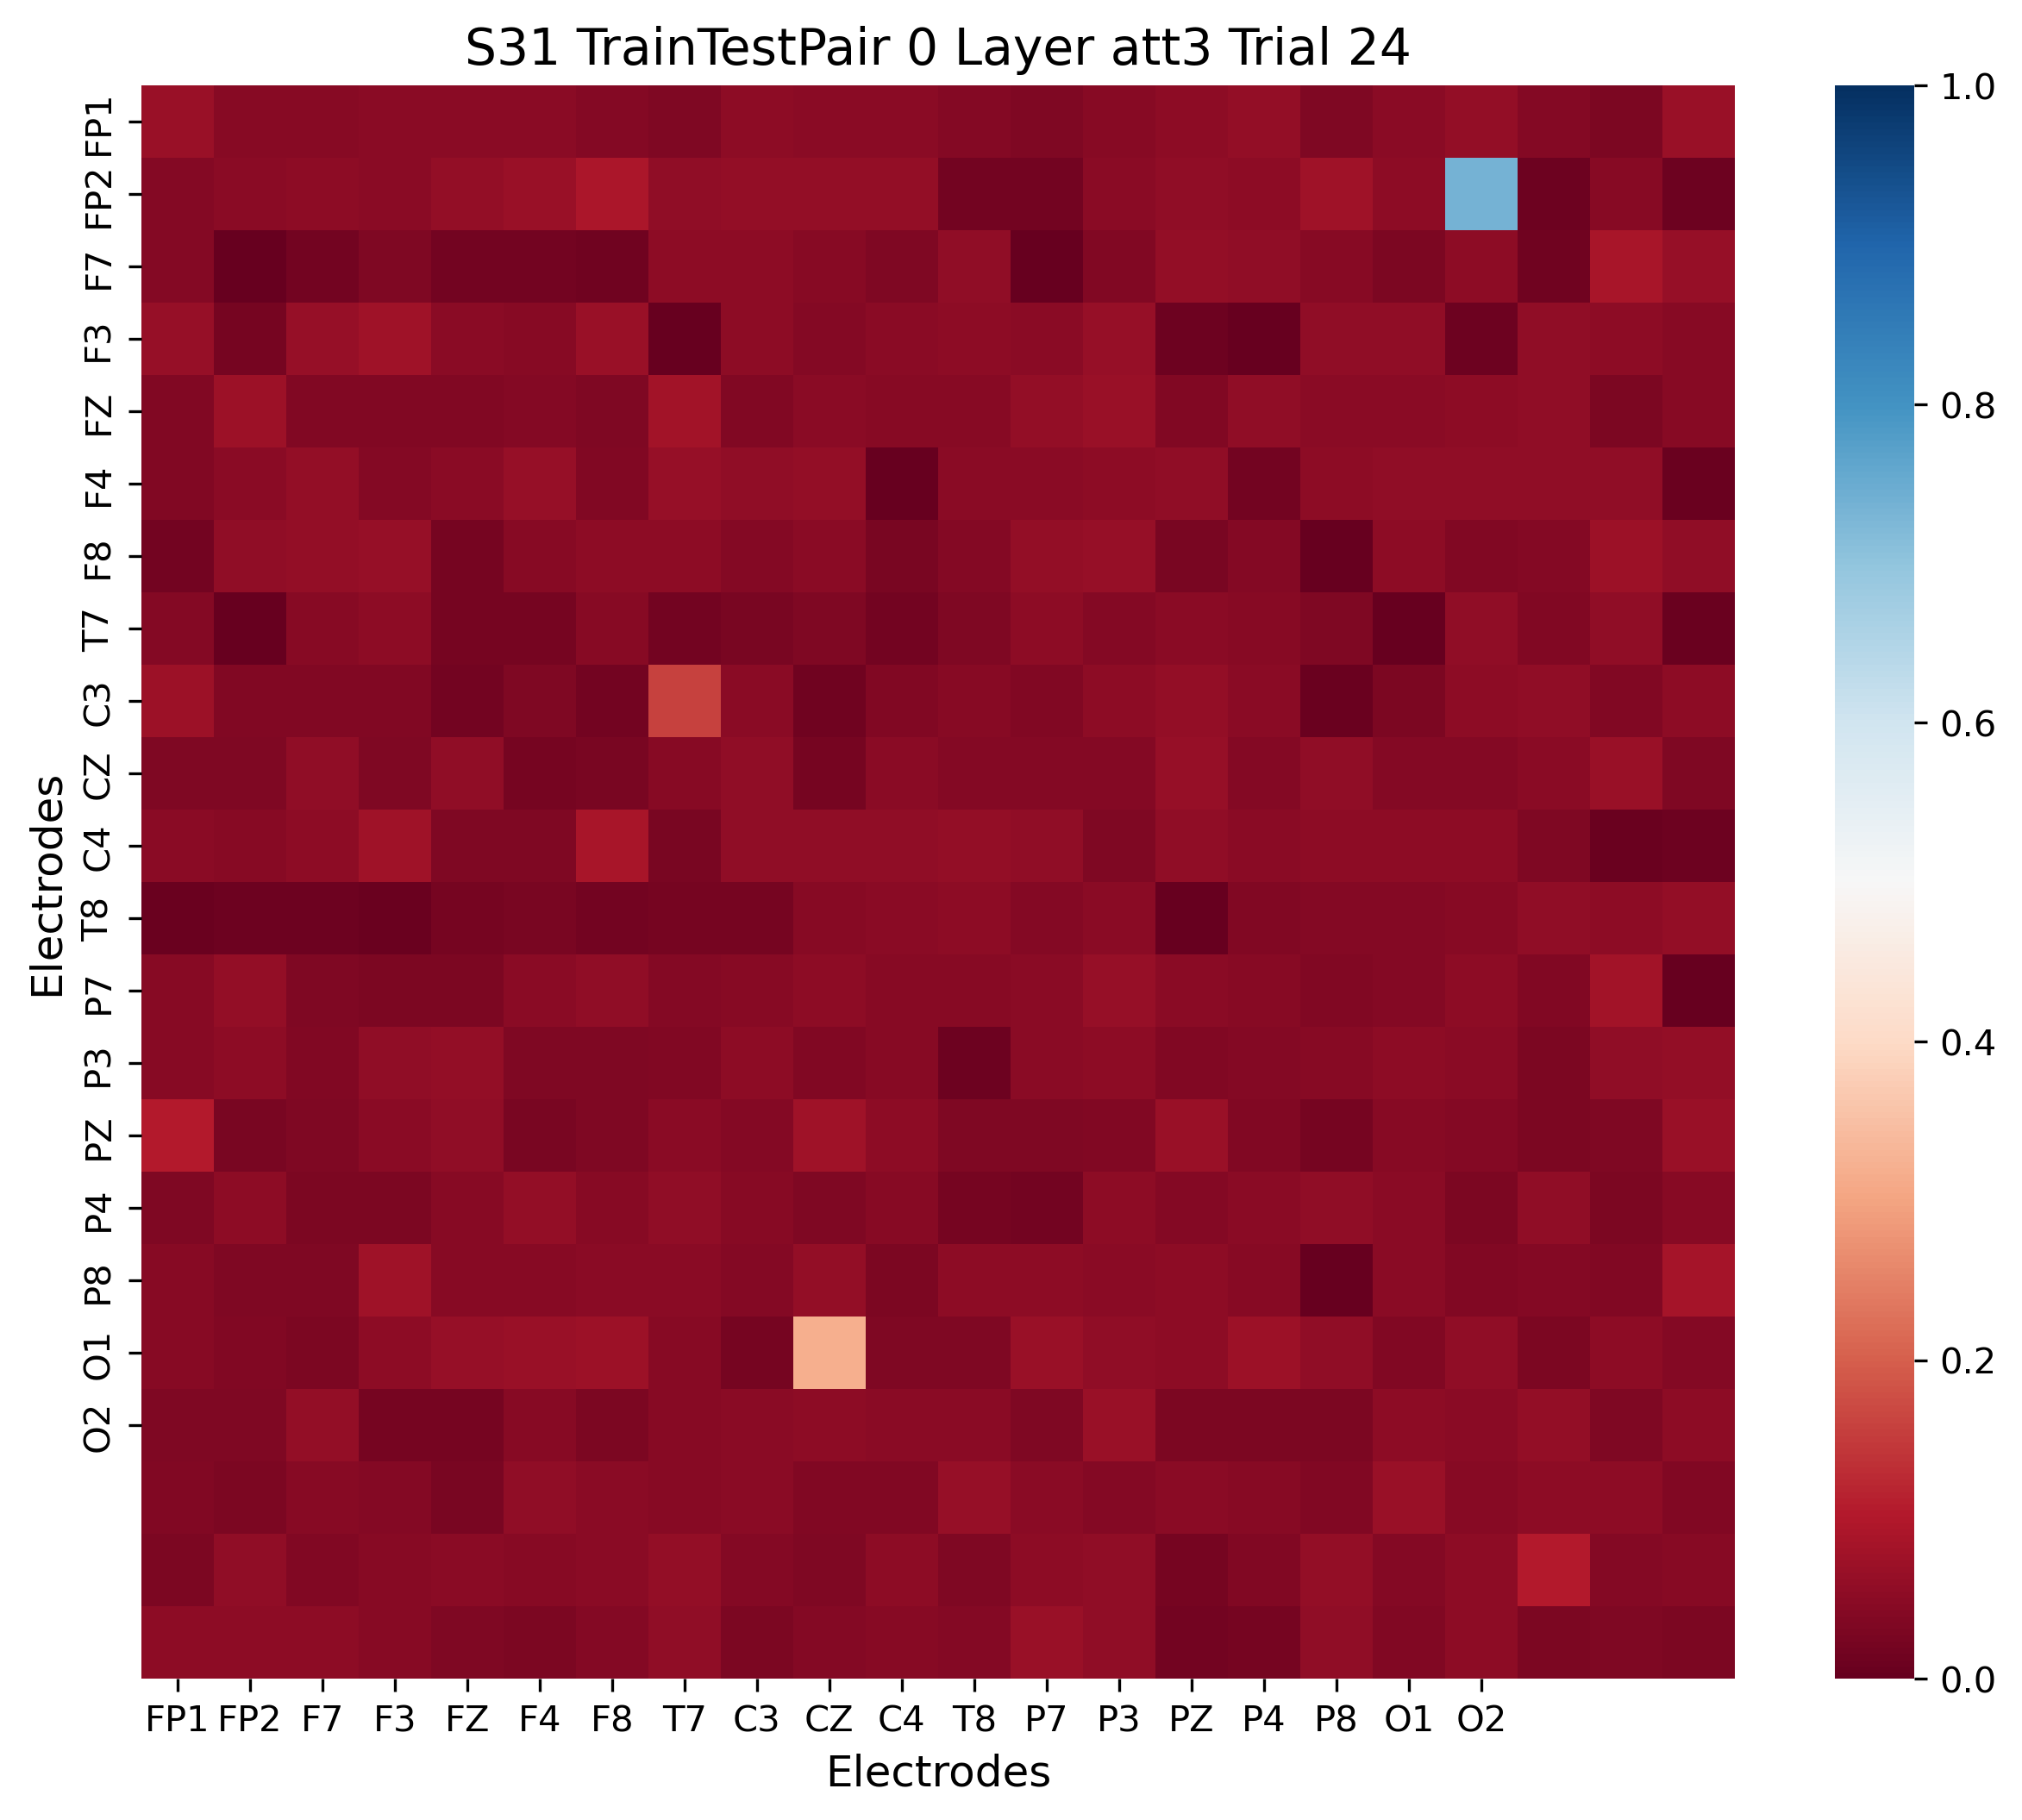 S31 TrainTestPair 0 Layer att3 Trial 24
Electrodes
FP1
FP2
F7
F3
FZ
F4
F8
T7
C3
CZ
C4
T8
P7
P3
PZ
P4
P8
O1
O2
FP1 FP2 F7 F3 FZ F4 F8 T7 C3 CZ C4 T8 P7 P3 PZ P4 P8 O1 O2
Electrodes
1.0
0.8
0.6
0.4
0.2
0.0